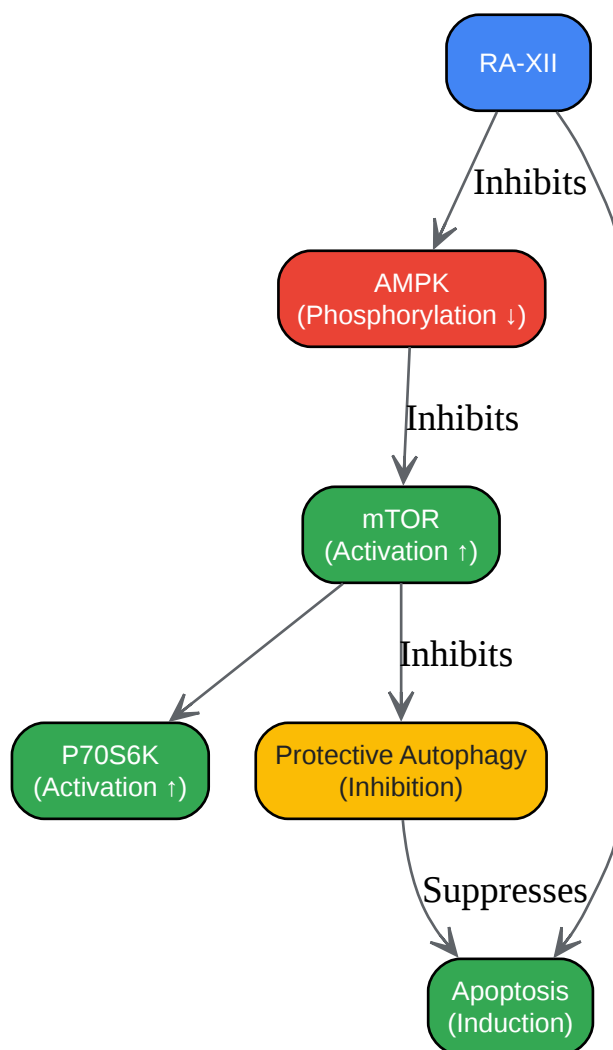 RA-XII
Inhibits
AMPK
(Phosphorylation ↓)
Inhibits
mTOR
(Activation ↑)
Inhibits
P70S6K
(Activation ↑)
Protective Autophagy
(Inhibition)
Suppresses
Apoptosis
(Induction)